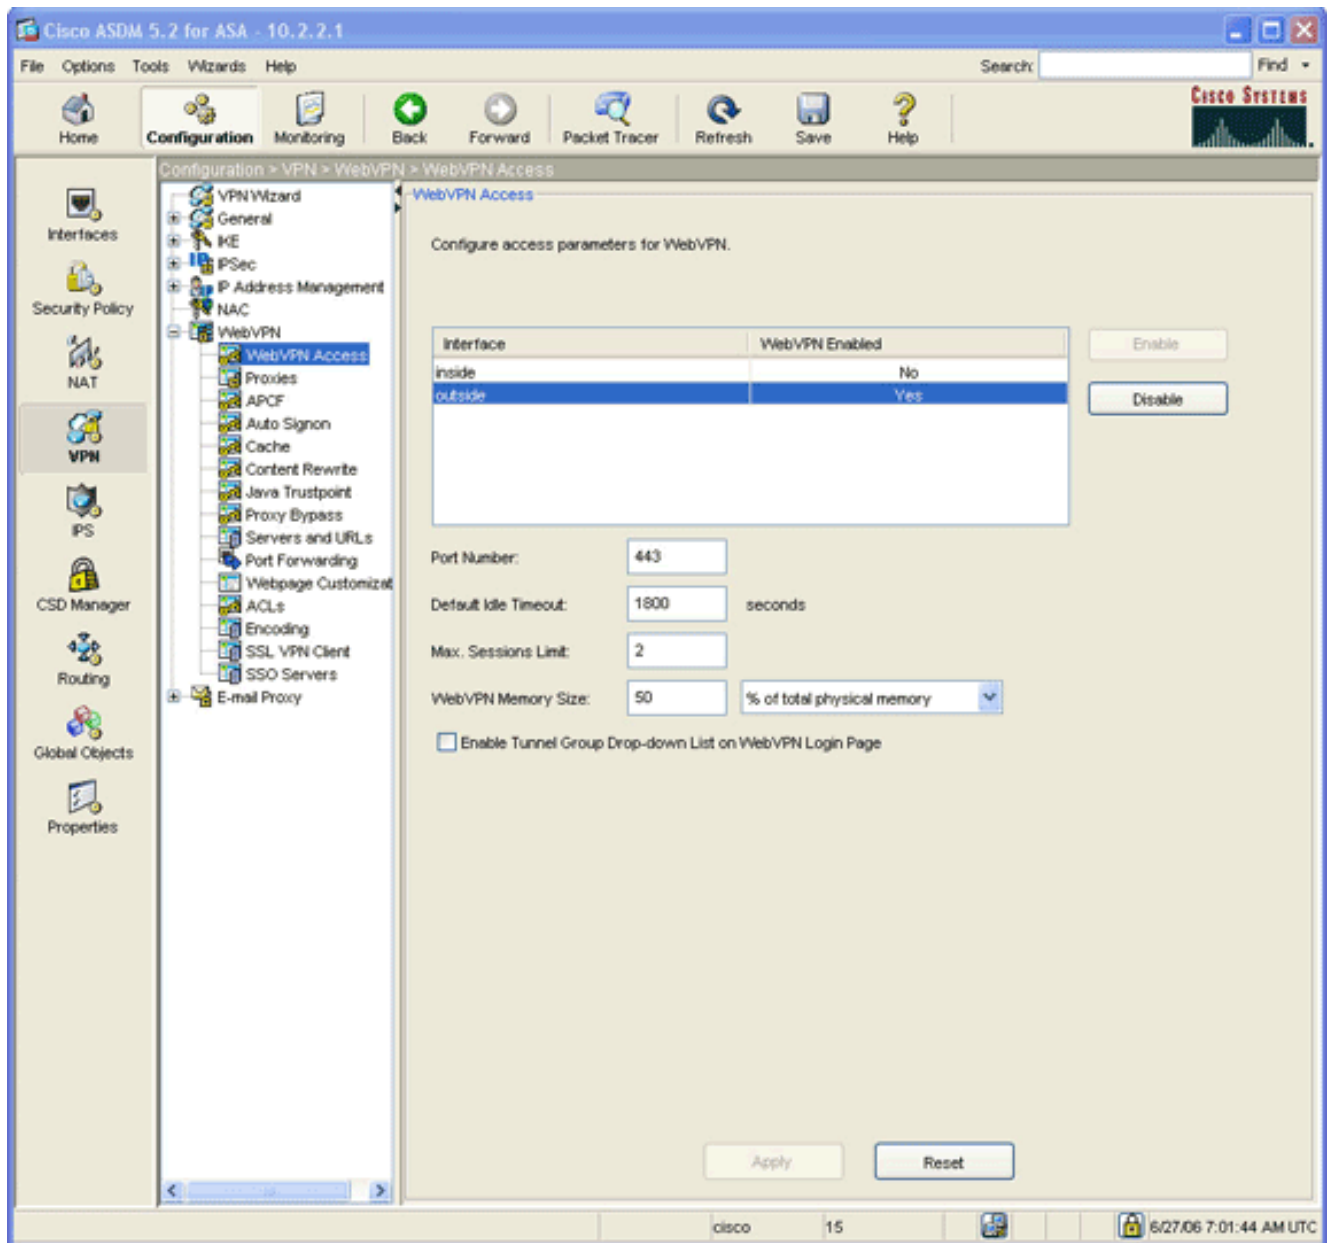 Cisco ASDM 5.2 for ASA - 10.2.2.1
File Options Tools Wizards Help Search: Find
Home Configuration Monitoring Back Forward Packet Tracer Refresh Save Help
CISCO SYSTEMS
Configuration > VPN > WebVPN > WebVPN Access
Interfaces
Security Policy
NAT
VPN
IPS
CSD Manager
Routing
Global Objects
Properties
VPN Wizard
General
IKE
IPSec
IP Address Management
NAC
WebVPN
WebVPN Access
Proxies
APCF
Auto Signon
Cache
Content Rewrite
Java Trustpoint
Proxy Bypass
Servers and URLs
Port Forwarding
Webpage Customizat
ACLs
Encoding
SSL VPN Client
SSO Servers
E-mail Proxy
WebVPN Access
Configure access parameters for WebVPN.
Interface WebVPN Enabled
inside No
outside Yes
Enable
Disable
Port Number: 443
Default Idle Timeout: 1800 seconds
Max. Sessions Limit: 2
WebVPN Memory Size: 50 % of total physical memory
Enable Tunnel Group Drop-down List on WebVPN Login Page
Apply Reset
cisco 15 6/27/06 7:01:44 AM UTC